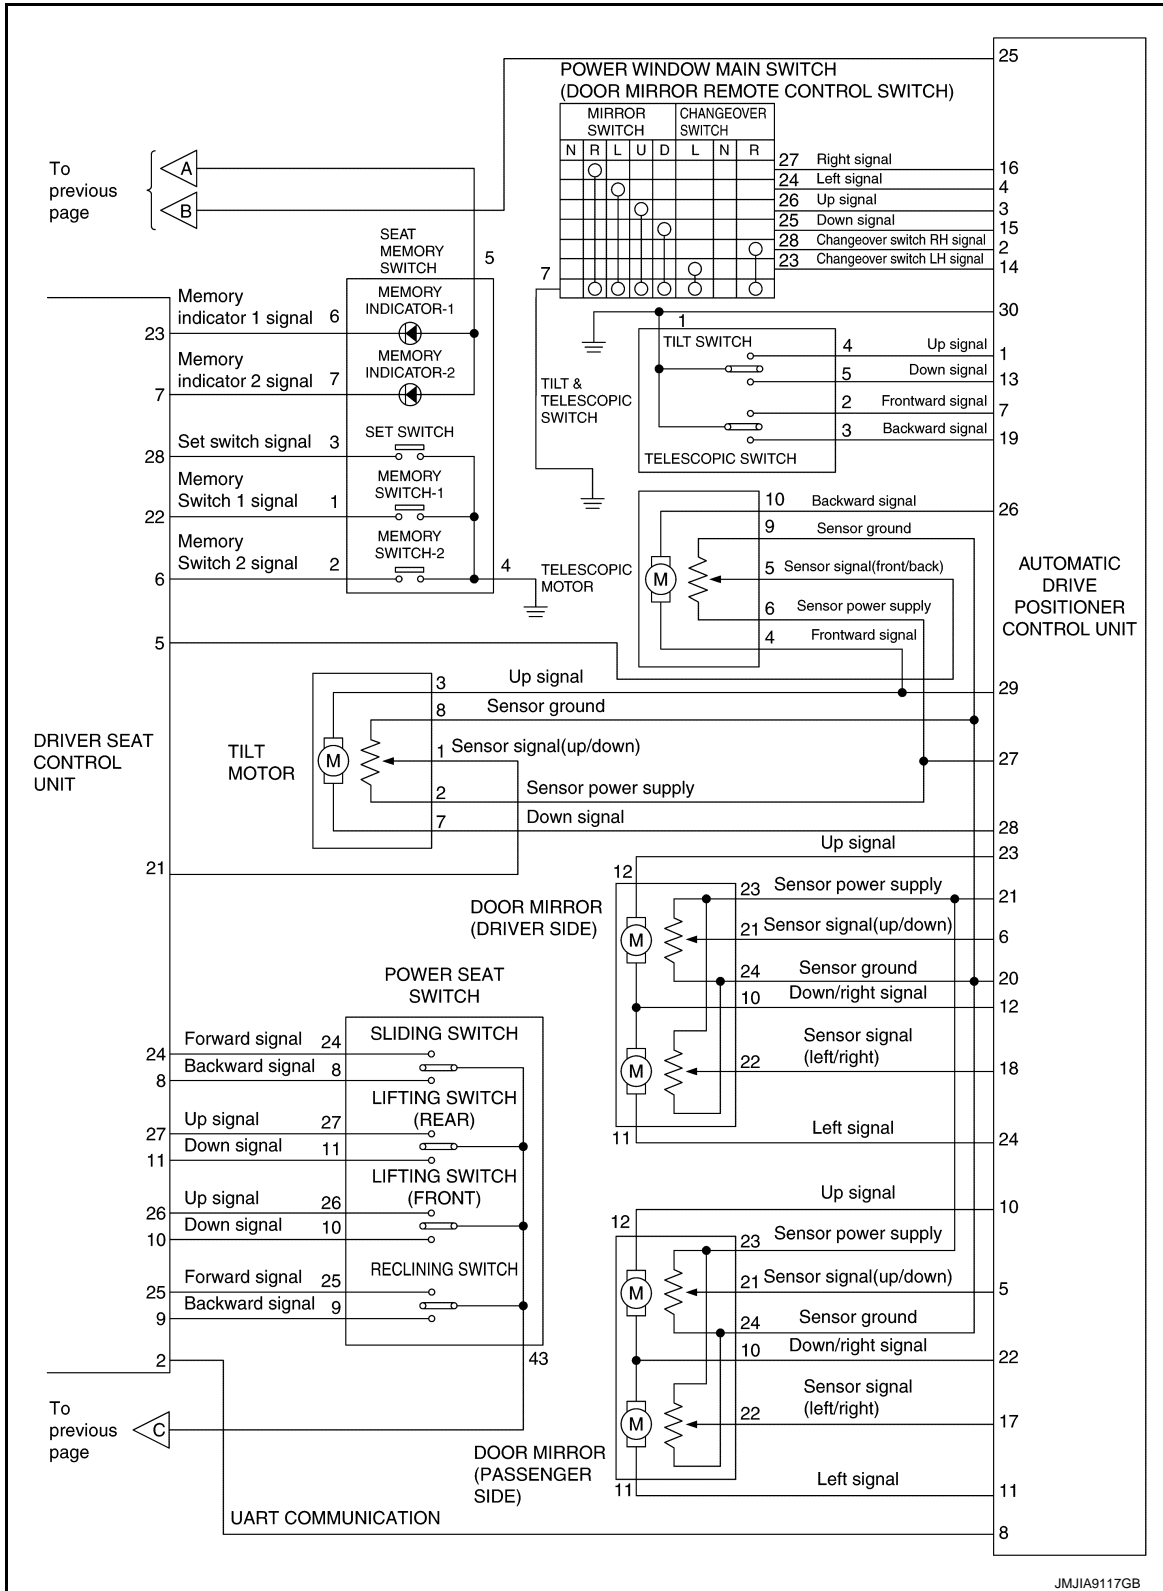 25
POWER WINDOW MAIN SWITCH
(DOOR MIRROR REMOTE CONTROL SWITCH)
MIRROR
SWITCH
CHANGEOVER
SWITCH
N R L U D L N R
27 Right signal 16
24 Left signal 4
26 Up signal 3
25 Down signal 15
28 Changeover switch RH signal 2
23 Changeover switch LH signal 14
7
To
previous
page
A
B
SEAT
MEMORY
SWITCH
5
MEMORY
INDICATOR-1
Memory
indicator 1 signal 6
23
MEMORY
INDICATOR-2
Memory
indicator 2 signal 7
7
SET SWITCH
Set switch signal 3
28
MEMORY
SWITCH-1
Memory
Switch 1 signal 1
22
MEMORY
SWITCH-2
Memory
Switch 2 signal 2
6
4
5
30
1
TILT SWITCH
4 Up signal 1
5 Down signal 13
2 Frontward signal 7
3 Backward signal 19
TELESCOPIC SWITCH
TILT &
TELESCOPIC
SWITCH
TELESCOPIC
MOTOR
M
10 Backward signal 26
9 Sensor ground
5 Sensor signal(front/back)
6 Sensor power supply
4 Frontward signal
AUTOMATIC
DRIVE
POSITIONER
CONTROL UNIT
DRIVER SEAT
CONTROL
UNIT
TILT
MOTOR
M
3 Up signal 29
8 Sensor ground
1 Sensor signal(up/down)
27
2 Sensor power supply
7 Down signal 28
21
Up signal 23
12
DOOR MIRROR
(DRIVER SIDE)
M
M
23 Sensor power supply 21
21 Sensor signal(up/down) 6
24 Sensor ground 20
10 Down/right signal 12
Sensor signal
(left/right)
22 18
11 Left signal 24
POWER SEAT
SWITCH
SLIDING SWITCH
24 Forward signal 24
8 Backward signal 8
LIFTING SWITCH
(REAR)
27 Up signal 27
11 Down signal 11
LIFTING SWITCH
(FRONT)
26 Up signal 26
10 Down signal 10
RECLINING SWITCH
25 Forward signal 25
9 Backward signal 9
2
43
To
previous
page
C
Up signal 10
12
M
M
23 Sensor power supply
21 Sensor signal(up/down) 5
24 Sensor ground
10 Down/right signal 22
Sensor signal
(left/right)
22 17
DOOR MIRROR
(PASSENGER
SIDE)
11 Left signal 11
UART COMMUNICATION 8
JMJIA9117GB